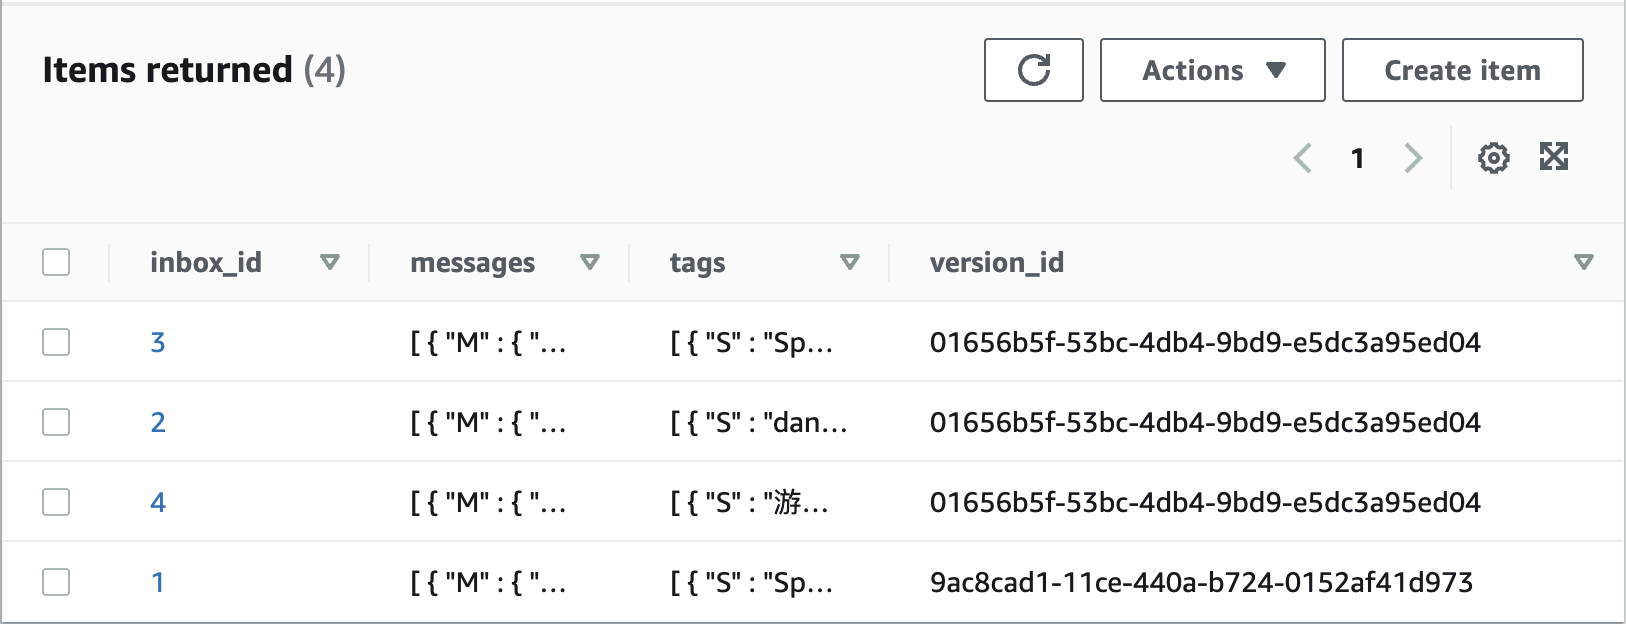 Items returned (4)
Actions
Create item
1
inbox_id messages tags version_id
3 [ { "M" : { "... [ { "S" : "Sp... 01656b5f-53bc-4db4-9bd9-e5dc3a95ed04
2 [ { "M" : { "... [ { "S" : "dan... 01656b5f-53bc-4db4-9bd9-e5dc3a95ed04
4 [ { "M" : { "... [ { "S" : "游... 01656b5f-53bc-4db4-9bd9-e5dc3a95ed04
1 [ { "M" : { "... [ { "S" : "Sp... 9ac8cad1-11ce-440a-b724-0152af41d973